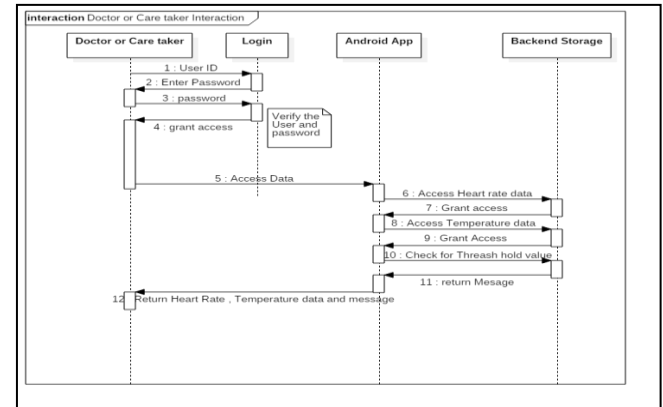 interaction Doctor or Care taker Interaction
Doctor or Care taker
Login
Android App
Backend Storage
1 : User ID
2 : Enter Password
3 : password
Verify the
User and
password
4 : grant access
5 : Access Data
6 : Access Heart rate data
7 : Grant access
8 : Access Temperature data
9 : Grant Access
10 : Check for Threash hold value
11 : return Mesage
12 Return Heart Rate , Temperature data and message